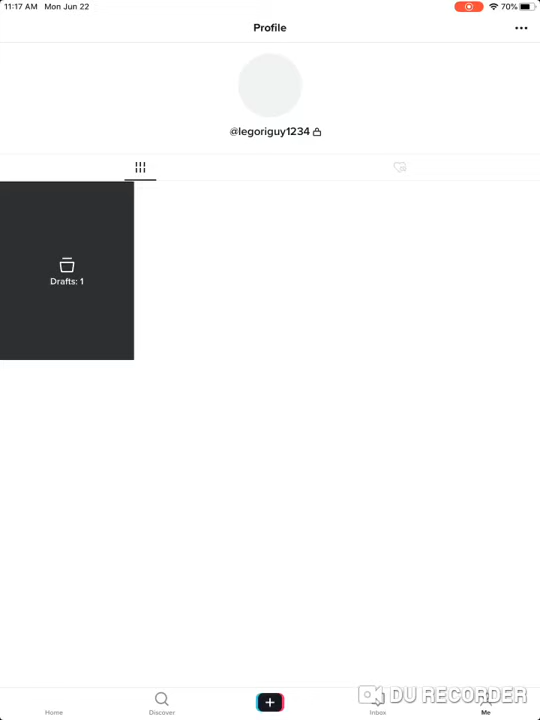 11:17 AM Mon Jun 22
70%
Profile
@legoriguy1234
Drafts: 1
Home
Discover
Inbox
Me
DU RECORDER